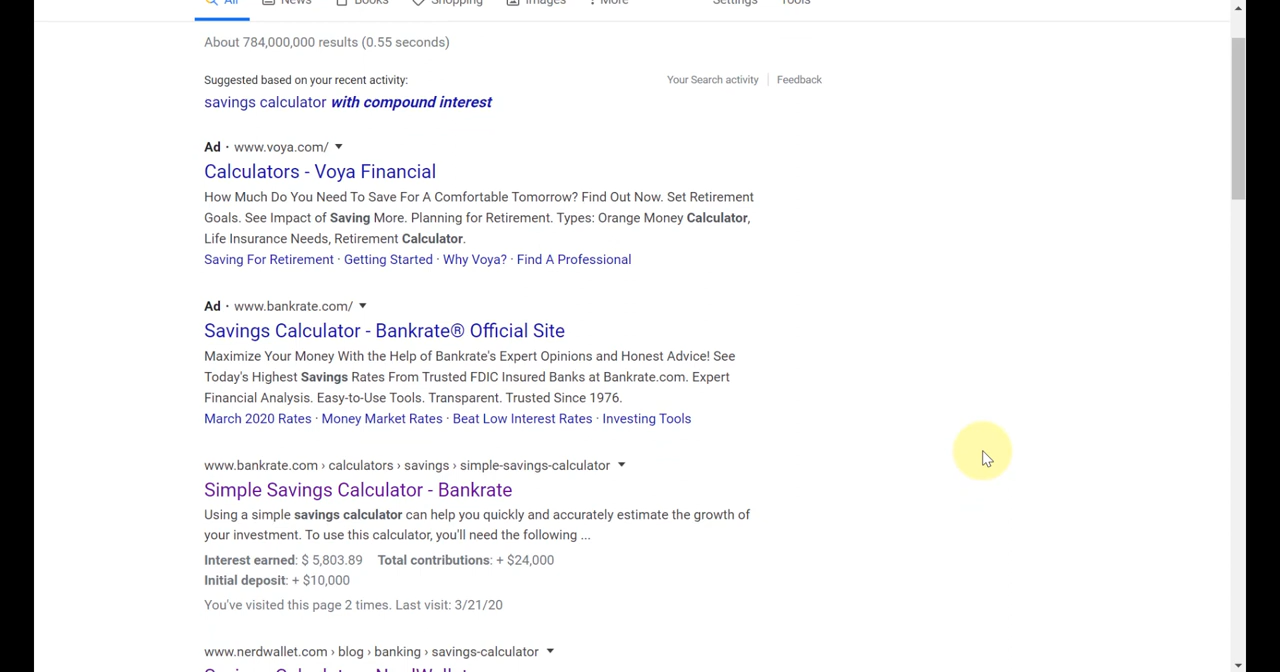 All News Books Shopping Images More Settings Tools
About 784,000,000 results (0.55 seconds)
Suggested based on your recent activity:
Your Search activity
Feedback
savings calculator with compound interest
Ad · www.voya.com/
Calculators - Voya Financial
How Much Do You Need To Save For A Comfortable Tomorrow? Find Out Now. Set Retirement
Goals. See Impact of Saving More. Planning for Retirement. Types: Orange Money Calculator,
Life Insurance Needs, Retirement Calculator.
Saving For Retirement · Getting Started · Why Voya? · Find A Professional
Ad · www.bankrate.com/
Savings Calculator - Bankrate® Official Site
Maximize Your Money With the Help of Bankrate's Expert Opinions and Honest Advice! See
Today's Highest Savings Rates From Trusted FDIC Insured Banks at Bankrate.com. Expert
Financial Analysis. Easy-to-Use Tools. Transparent. Trusted Since 1976.
March 2020 Rates · Money Market Rates · Beat Low Interest Rates · Investing Tools
www.bankrate.com › calculators › savings › simple-savings-calculator
Simple Savings Calculator - Bankrate
Using a simple savings calculator can help you quickly and accurately estimate the growth of
your investment. To use this calculator, you'll need the following ...
Interest earned: $ 5,803.89 Total contributions: + $24,000
Initial deposit: + $10,000
You've visited this page 2 times. Last visit: 3/21/20
www.nerdwallet.com › blog › banking › savings-calculator
Savings Calculator - NerdWallet